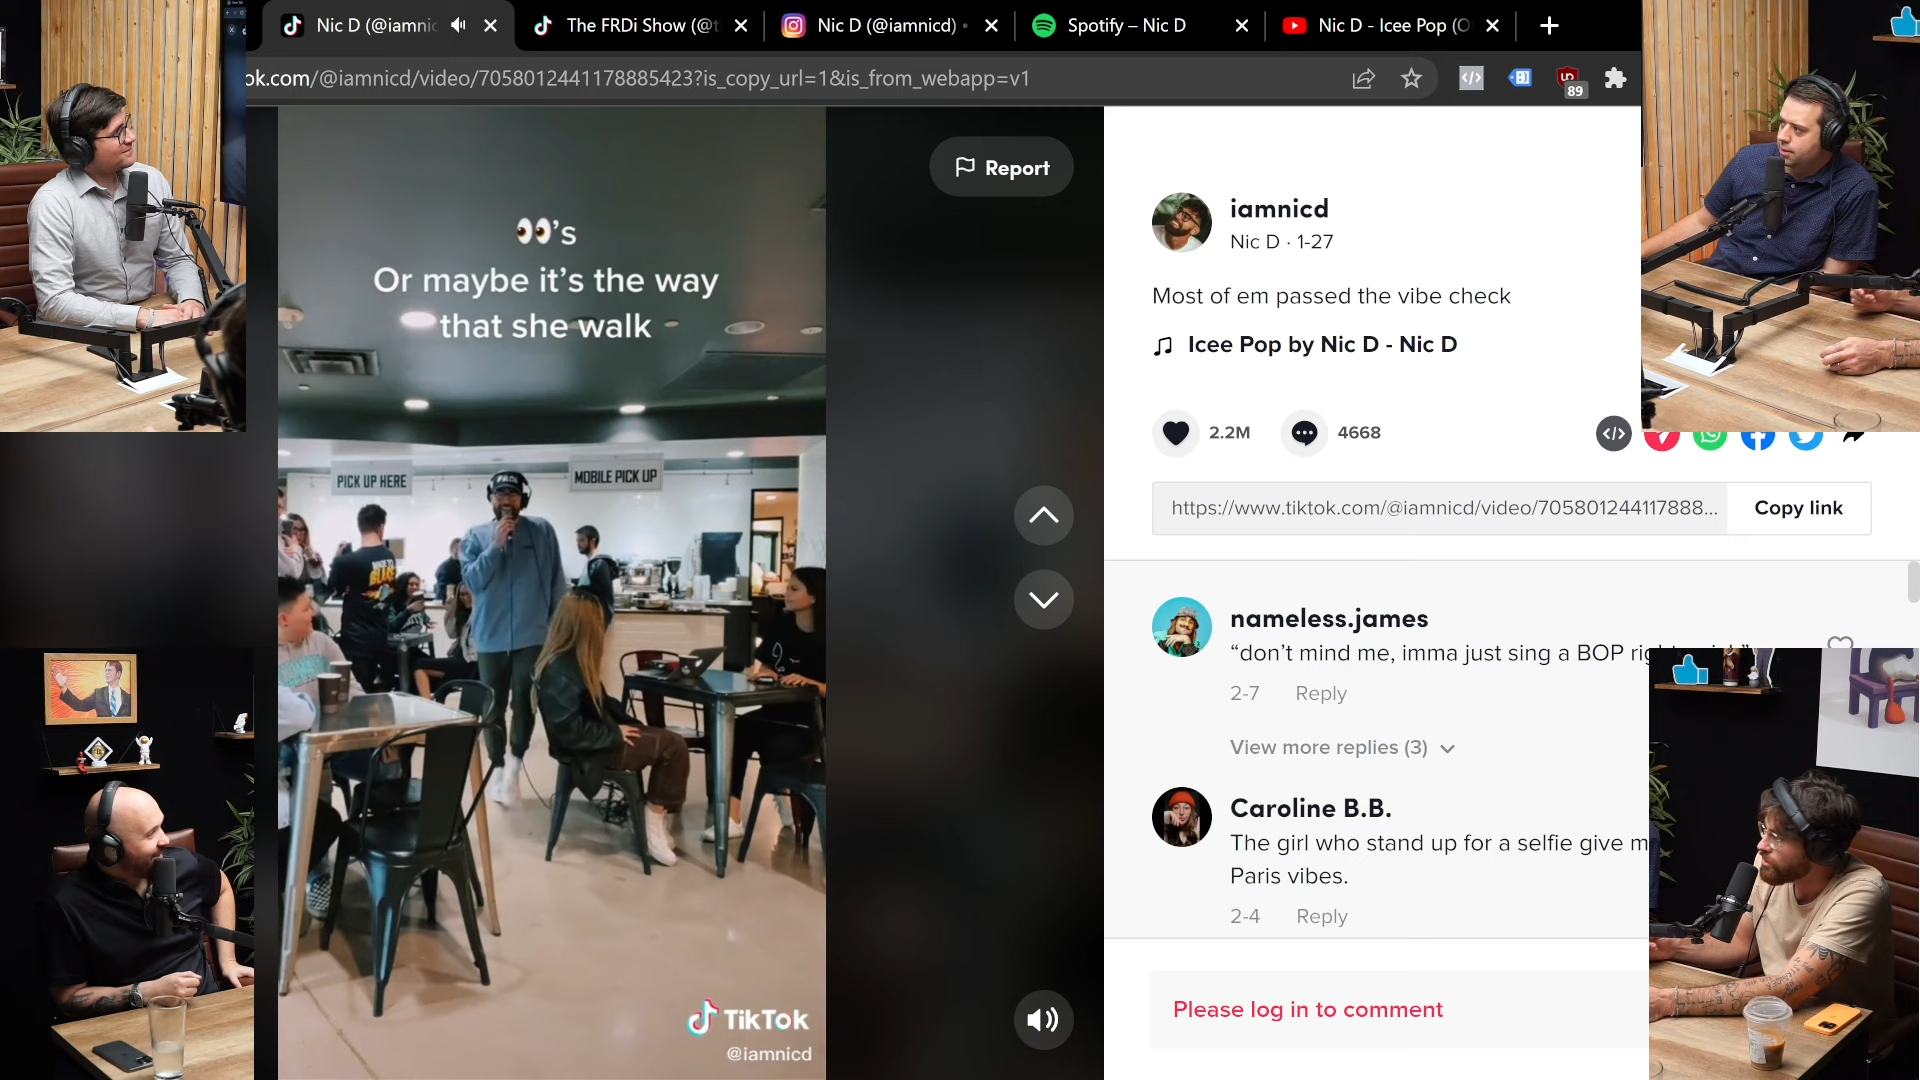 Nic D (@iamnic
The FRDi Show (@t
Nic D (@iamnicd) •
Spotify – Nic D
Nic D - Icee Pop (O
ok.com/@iamnicd/video/7058012441178885423?is_copy_url=1&is_from_webapp=v1
89
Report
👀's
Or maybe it's the way
that she walk
PICK UP HERE
MOBILE PICK UP
TikTok
@iamnicd
iamnicd
Nic D · 1-27
Most of em passed the vibe check
Icee Pop by Nic D - Nic D
2.2M
4668
https://www.tiktok.com/@iamnicd/video/705801244117888...
Copy link
nameless.james
“don't mind me, imma just sing a BOP
2-7 Reply
View more replies (3)
Caroline B.B.
The girl who stand up for a selfie give m
Paris vibes.
2-4 Reply
Please log in to comment